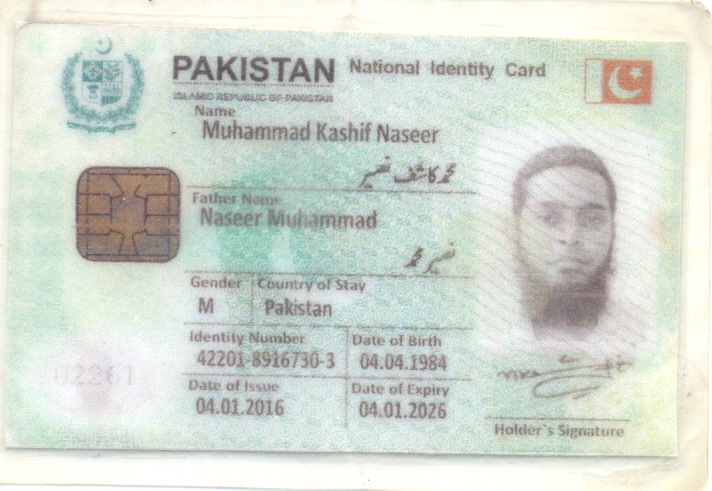 PAKISTAN National Identity Card
ISLAMIC REPUBLIC OF PAKISTAN
Name
Muhammad Kashif Naseer
محمد کاشف نصیر
Father Name
Naseer Muhammad
نصیر محمد
Gender Country of Stay
M Pakistan
Identity Number Date of Birth
42201-8916730-3 04.04.1984
Date of Issue Date of Expiry
04.01.2016 04.01.2026
02261
Holder`s Signature